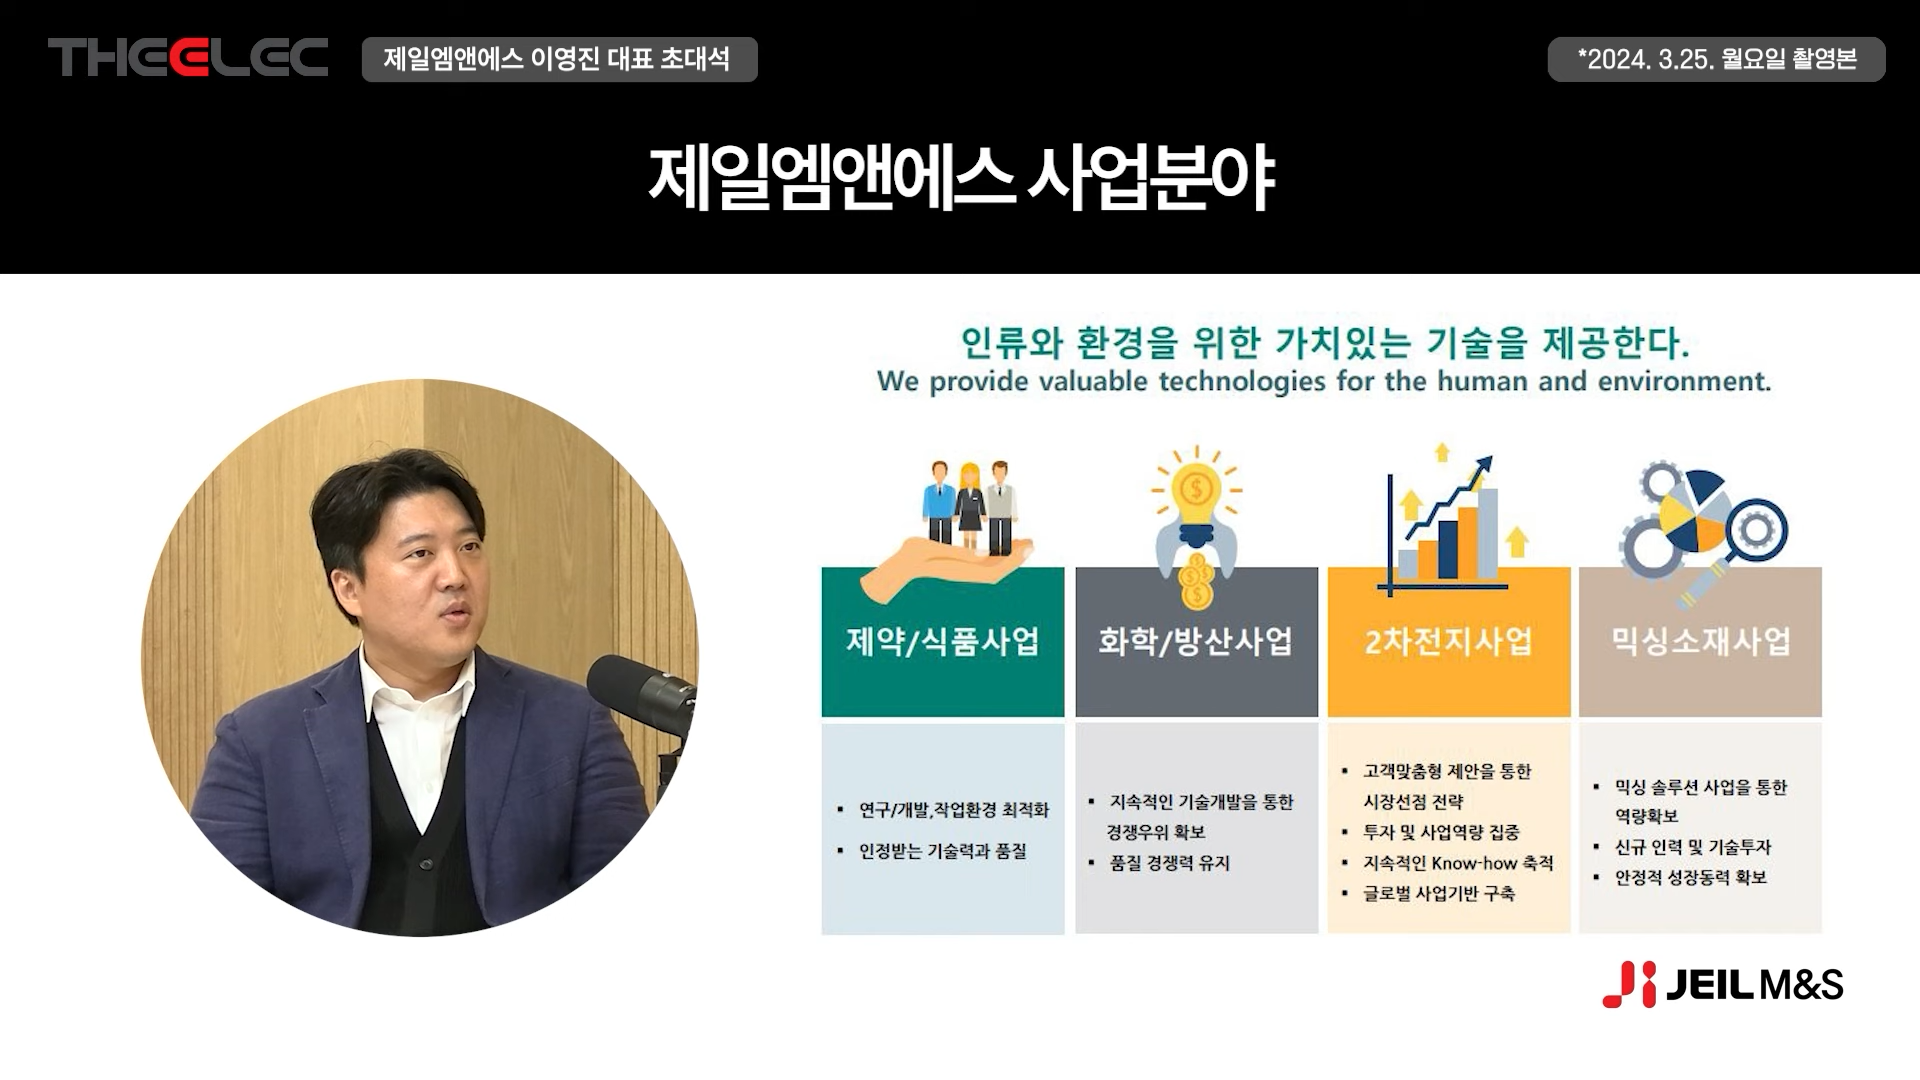 THEELEC
제일엠앤에스 이영진 대표 초대석
*2024. 3.25. 월요일 촬영본
제일엠앤에스 사업분야
인류와 환경을 위한 가치있는 기술을 제공한다.
We provide valuable technologies for the human and environment.
제약/식품사업
▪ 연구/개발,작업환경 최적화
▪ 인정받는 기술력과 품질
화학/방산사업
▪ 지속적인 기술개발을 통한
경쟁우위 확보
▪ 품질 경쟁력 유지
2차전지사업
▪ 고객맞춤형 제안을 통한
시장선점 전략
▪ 투자 및 사업역량 집중
▪ 지속적인 Know-how 축적
▪ 글로벌 사업기반 구축
믹싱소재사업
▪ 믹싱 솔루션 사업을 통한
역량확보
▪ 신규 인력 및 기술투자
▪ 안정적 성장동력 확보
JEIL M&S